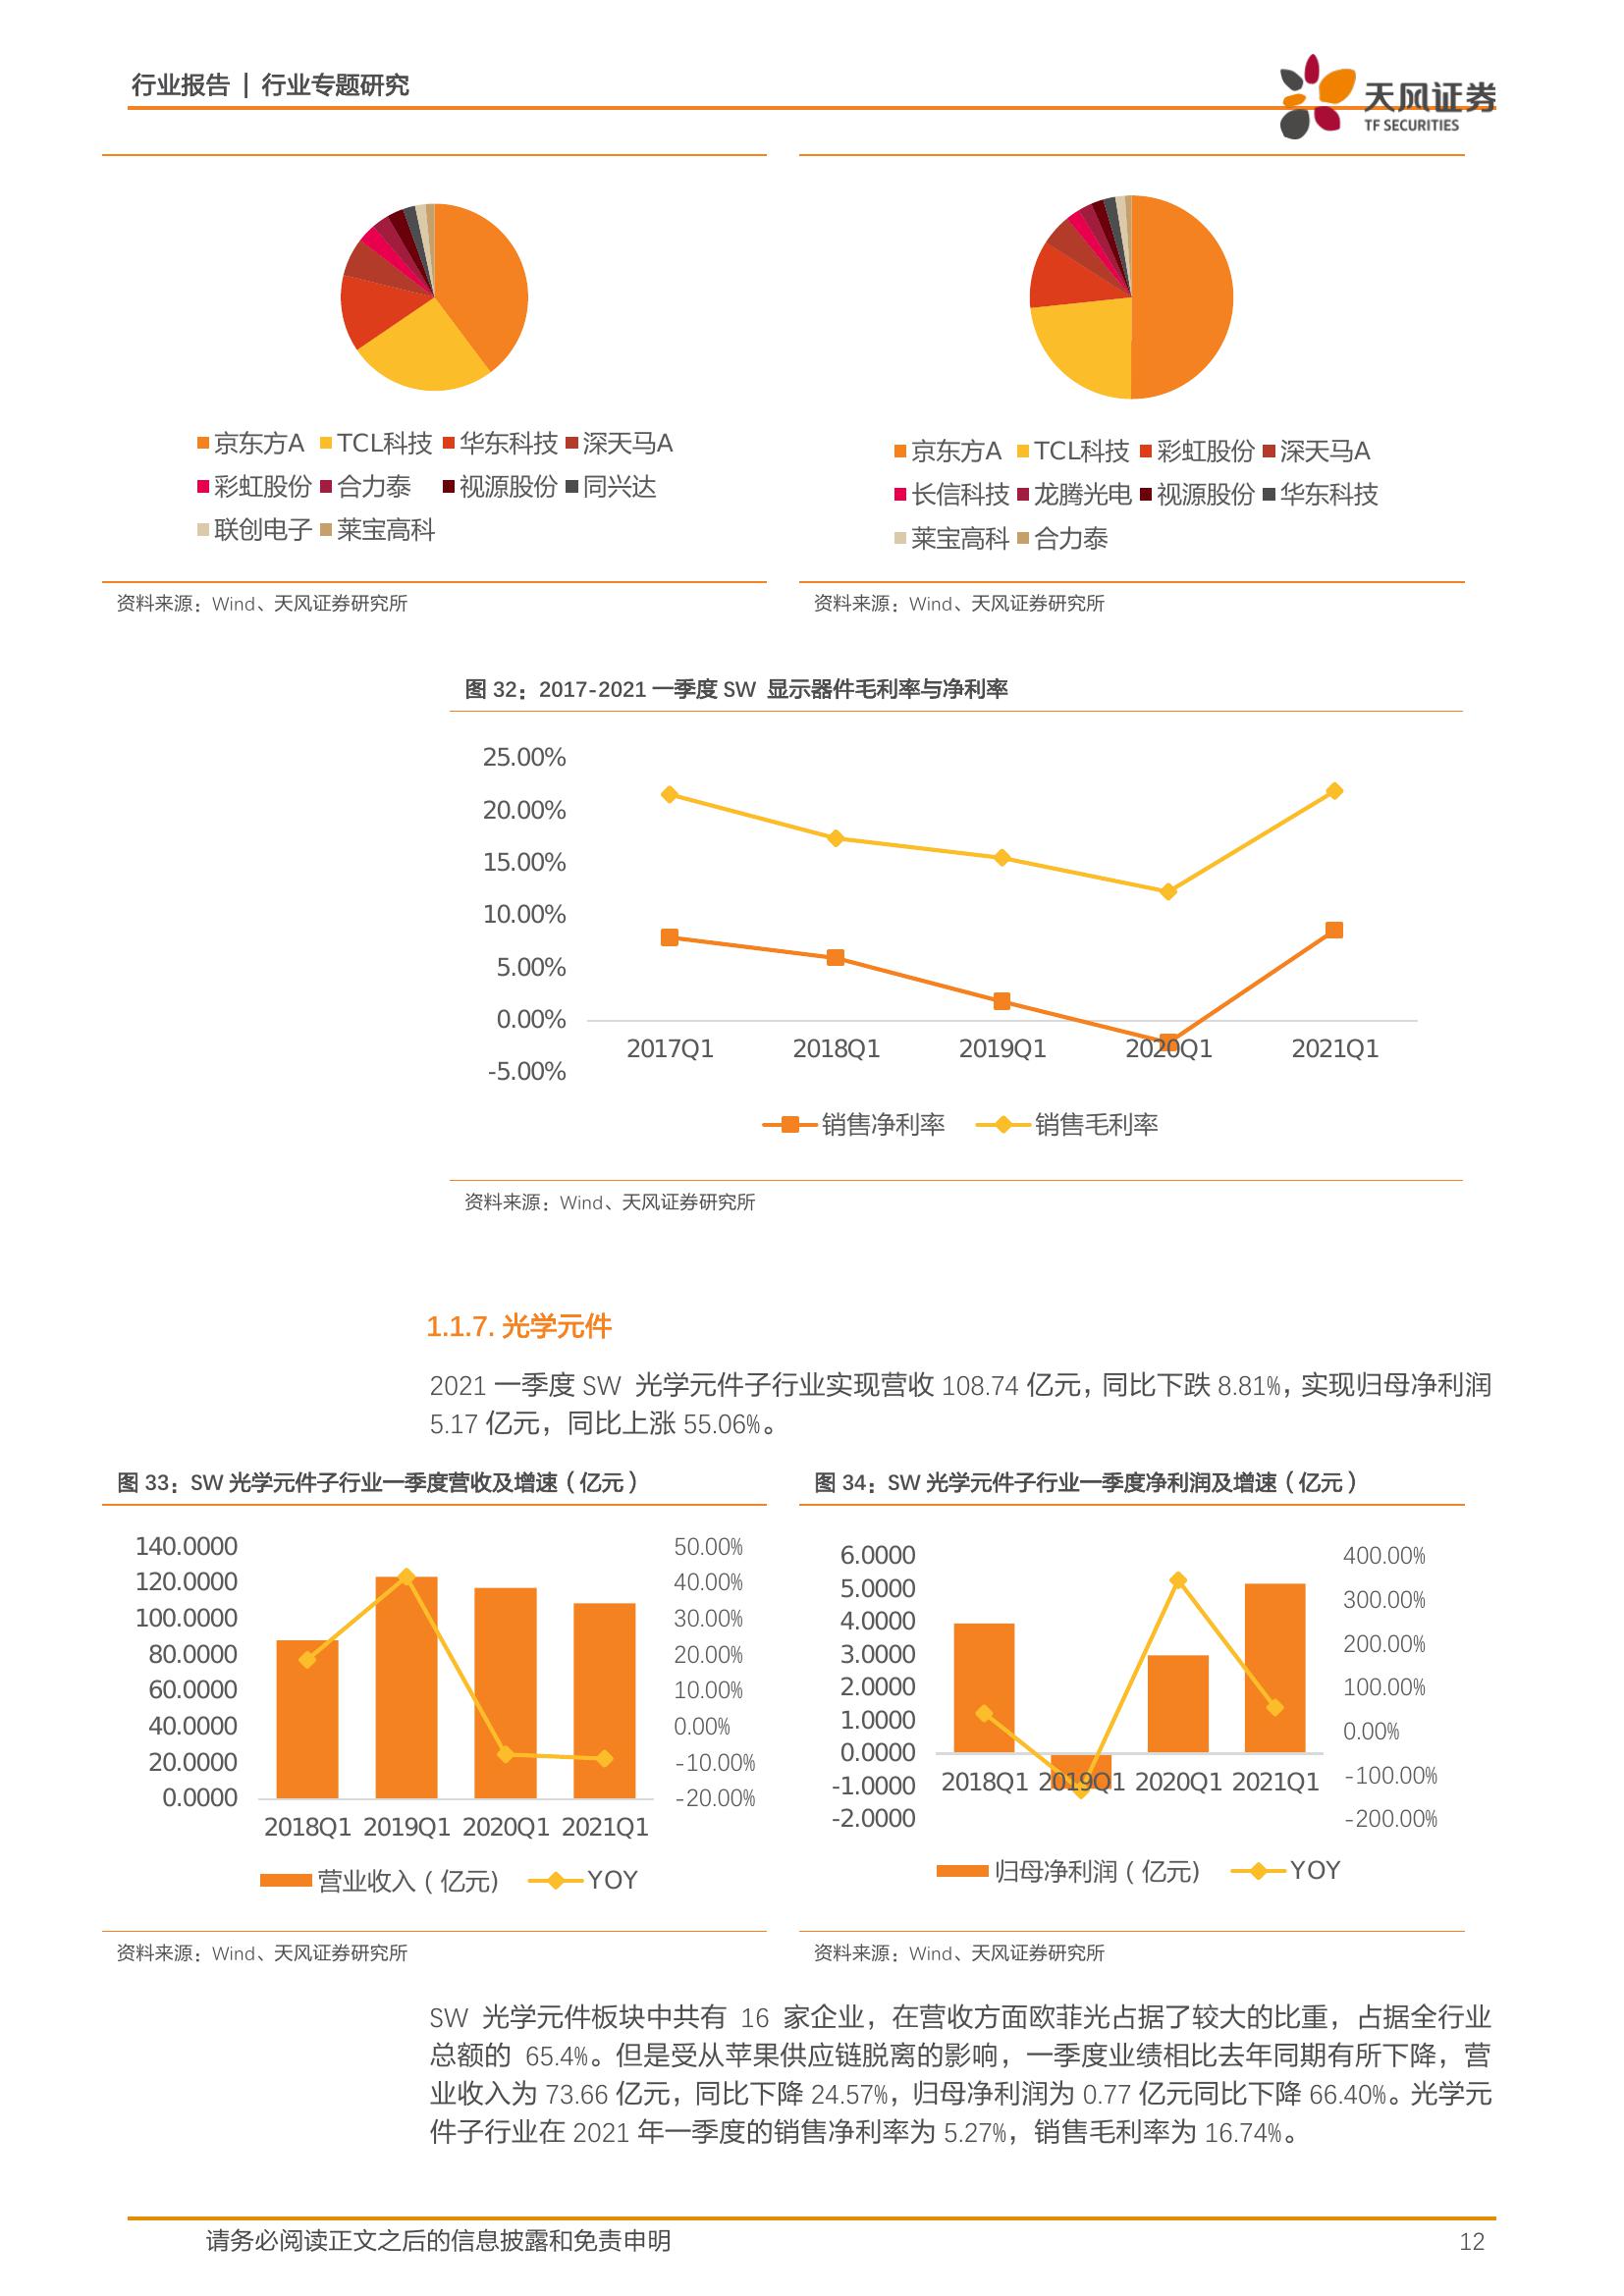 行业报告 | 行业专题研究
天风证券
TF SECURITIES
京东方A TCL科技 华东科技 深天马A
彩虹股份 合力泰 视源股份 同兴达
联创电子 莱宝高科
京东方A TCL科技 彩虹股份 深天马A
长信科技 龙腾光电 视源股份 华东科技
莱宝高科 合力泰
资料来源：Wind、天风证券研究所
资料来源：Wind、天风证券研究所
图 32：2017-2021 一季度 SW 显示器件毛利率与净利率
25.00%
20.00%
15.00%
10.00%
5.00%
0.00%
-5.00%
2017Q1 2018Q1 2019Q1 2020Q1 2021Q1
销售净利率 销售毛利率
资料来源：Wind、天风证券研究所
1.1.7. 光学元件
2021 一季度 SW 光学元件子行业实现营收 108.74 亿元，同比下跌 8.81%，实现归母净利润
5.17 亿元，同比上涨 55.06%。
图 33：SW 光学元件子行业一季度营收及增速（亿元）
140.0000
120.0000
100.0000
80.0000
60.0000
40.0000
20.0000
0.0000
50.00%
40.00%
30.00%
20.00%
10.00%
0.00%
-10.00%
-20.00%
2018Q1 2019Q1 2020Q1 2021Q1
营业收入（亿元) YOY
资料来源：Wind、天风证券研究所
图 34：SW 光学元件子行业一季度净利润及增速（亿元）
6.0000
5.0000
4.0000
3.0000
2.0000
1.0000
0.0000
-1.0000
-2.0000
400.00%
300.00%
200.00%
100.00%
0.00%
-100.00%
-200.00%
2018Q1 2019Q1 2020Q1 2021Q1
归母净利润（亿元) YOY
资料来源：Wind、天风证券研究所
SW 光学元件板块中共有 16 家企业，在营收方面欧菲光占据了较大的比重，占据全行业
总额的 65.4%。但是受从苹果供应链脱离的影响，一季度业绩相比去年同期有所下降，营
业收入为 73.66 亿元，同比下降 24.57%，归母净利润为 0.77 亿元同比下降 66.40%。光学元
件子行业在 2021 年一季度的销售净利率为 5.27%，销售毛利率为 16.74%。
请务必阅读正文之后的信息披露和免责申明
12